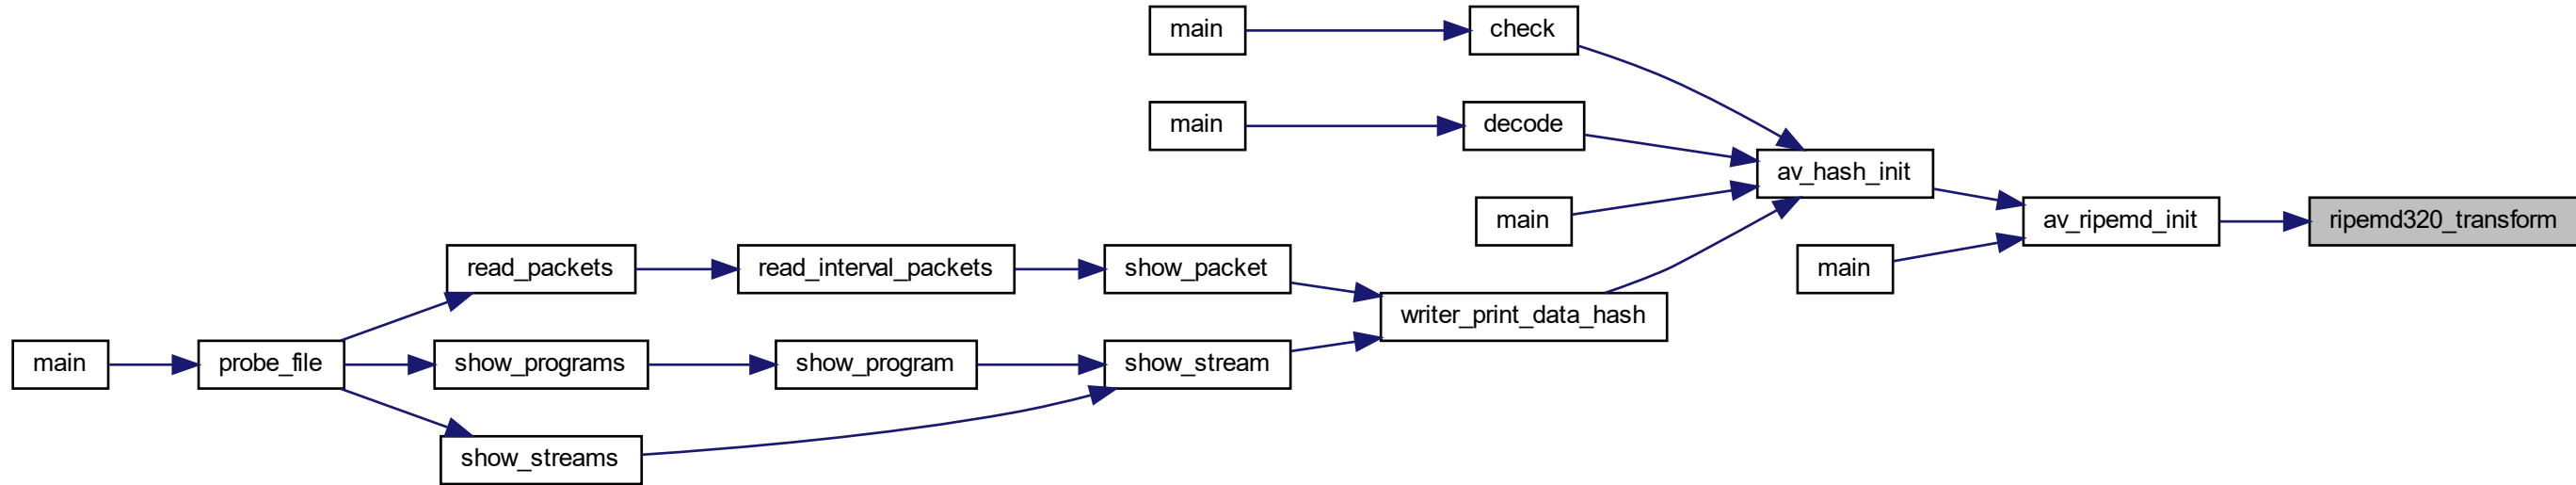 main
check
main
decode
av_hash_init
main
av_ripemd_init
ripemd320_transform
read_packets
read_interval_packets
show_packet
main
writer_print_data_hash
main
probe_file
show_programs
show_program
show_stream
show_streams